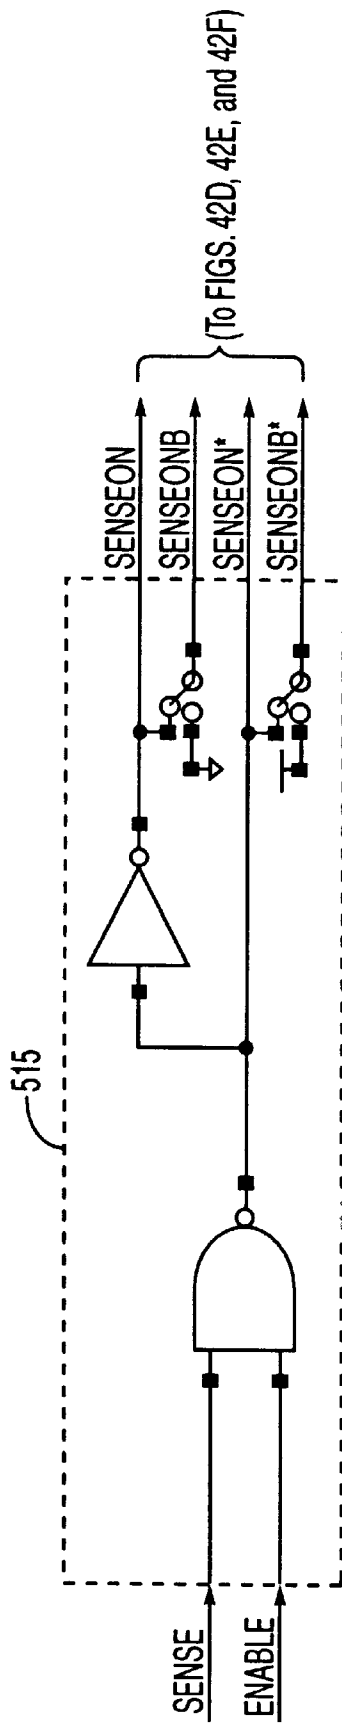 515
SENSE
ENABLE
SENSEON
SENSEONB
SENSEON*
SENSEONB*
(To FIGS. 42D, 42E, and 42F)